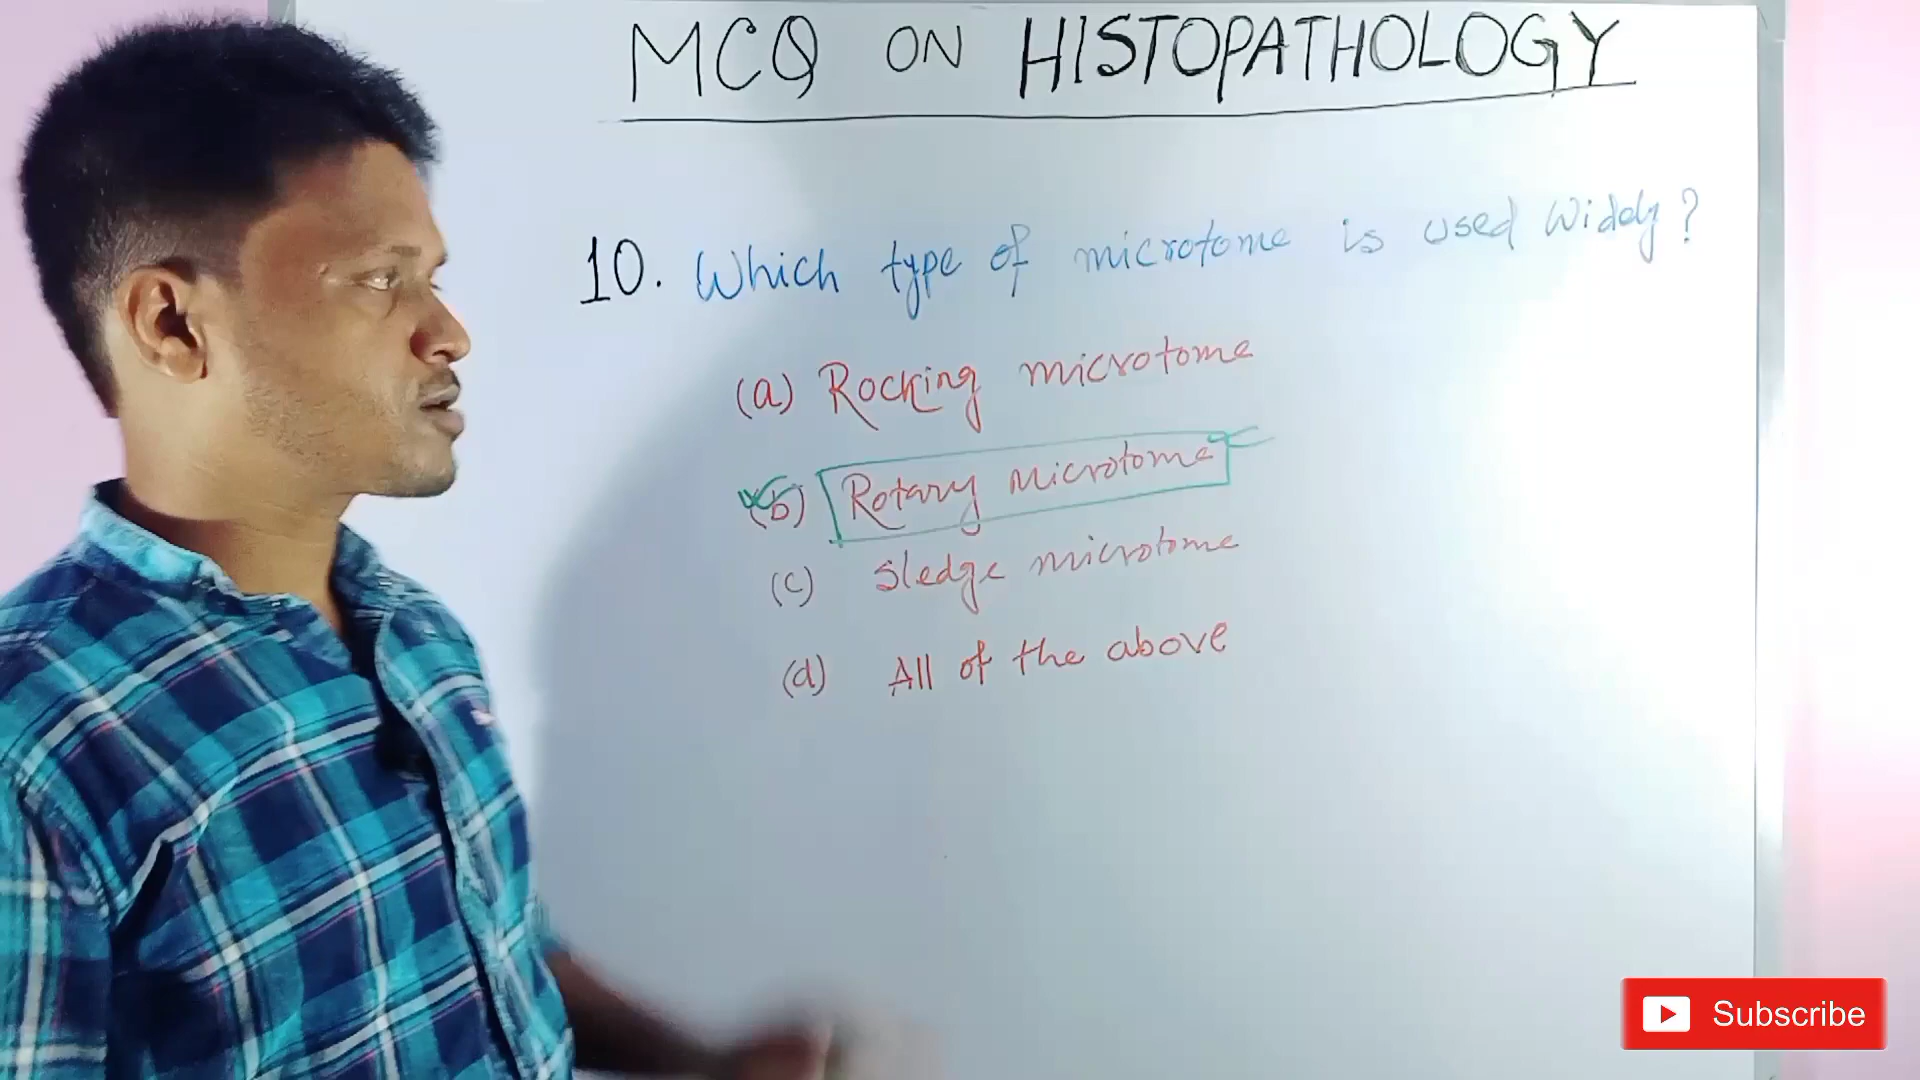 MCQ ON HISTOPATHOLOGY
10. Which type of microtome is used widely?
(a) Rocking microtome
(b) Rotary Microtome
(c) Sledge microtome
(d) All of the above
Subscribe